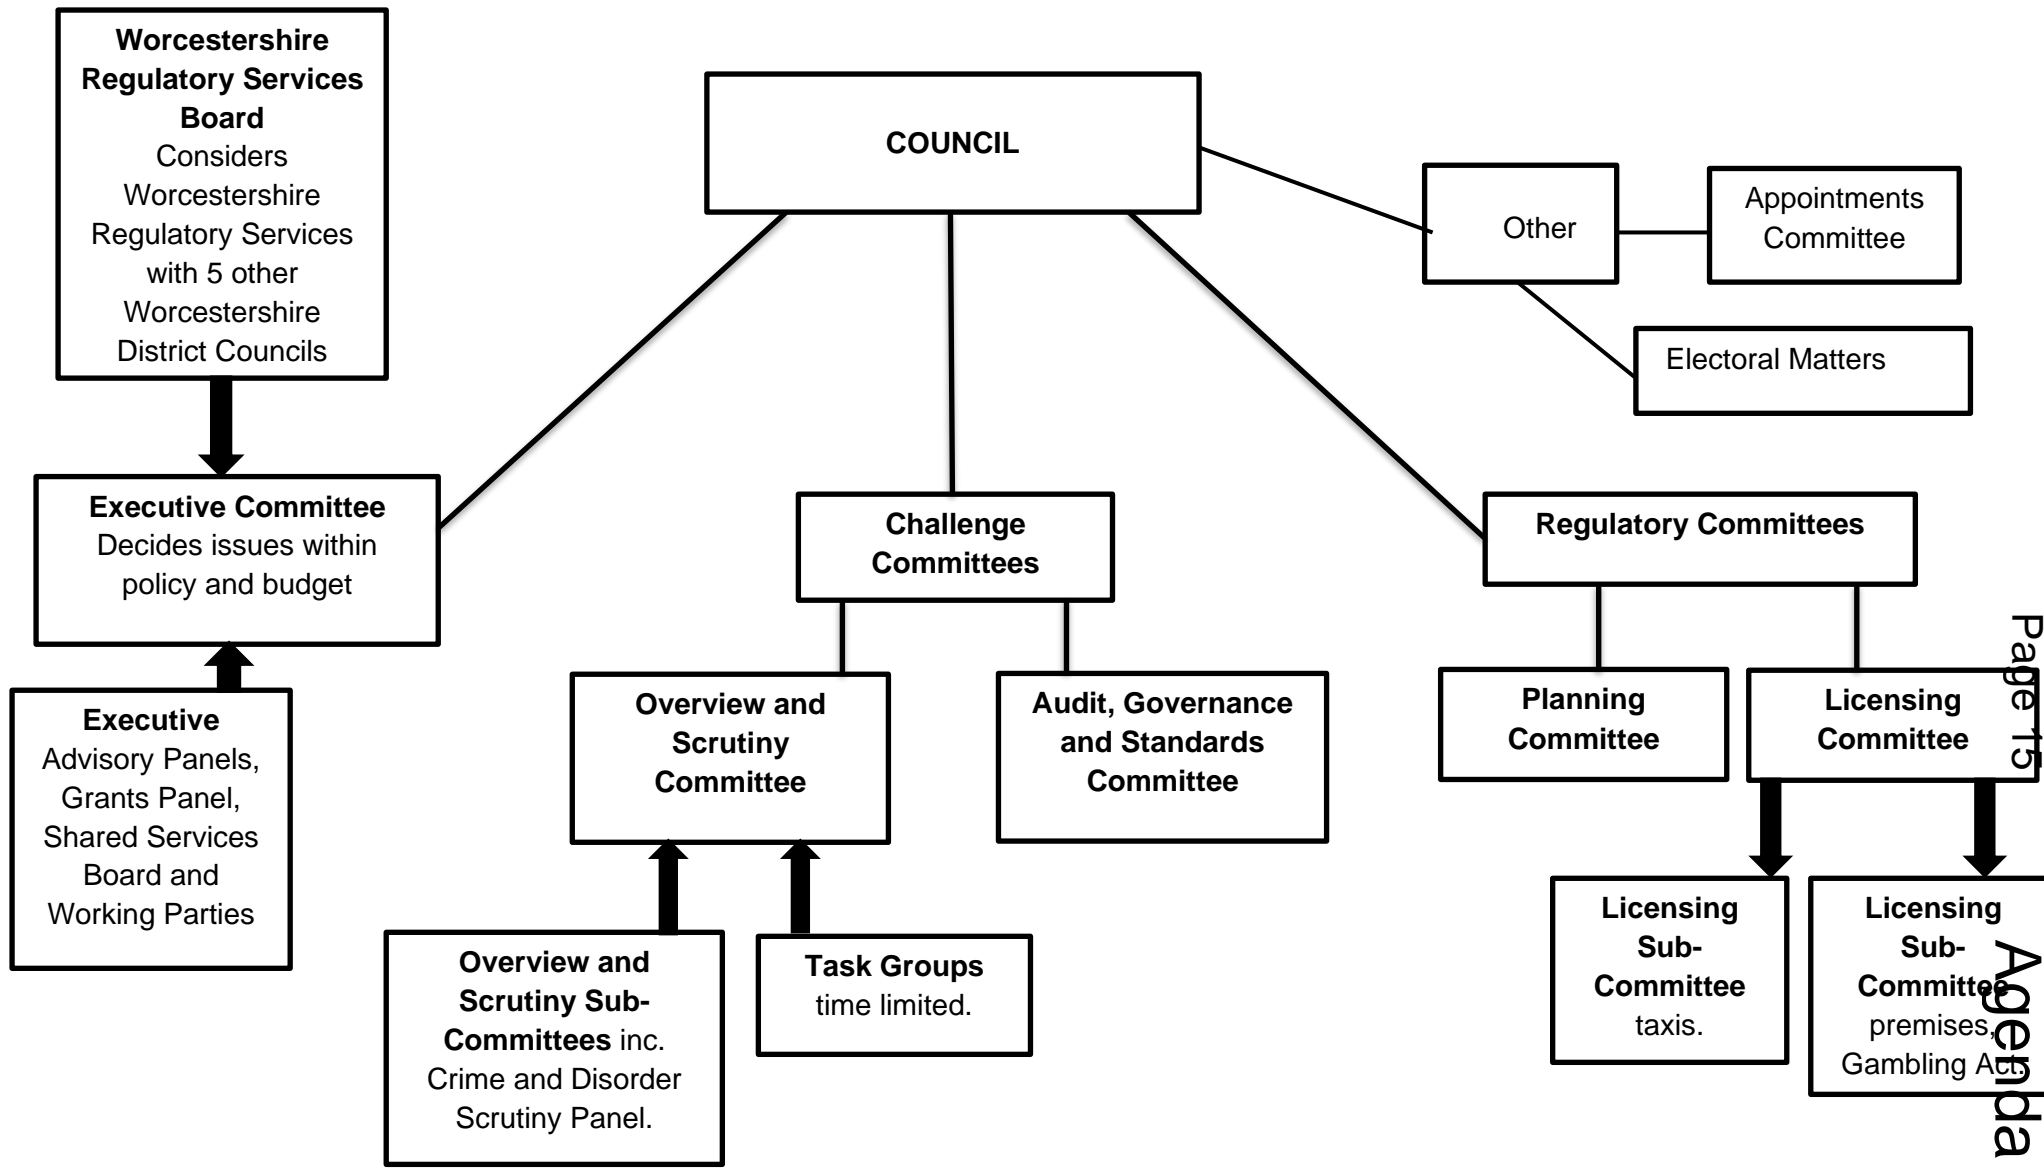 Worcestershire
Regulatory Services
Board
Considers
Worcestershire
Regulatory Services
with 5 other
Worcestershire
District Councils
COUNCIL
Other
Appointments
Committee
Electoral Matters
Executive Committee
Decides issues within
policy and budget
Challenge
Committees
Regulatory Committees
Executive
Advisory Panels,
Grants Panel,
Shared Services
Board and
Working Parties
Overview and
Scrutiny
Committee
Audit, Governance
and Standards
Committee
Planning
Committee
Licensing
Committee
Overview and
Scrutiny Sub-
Committees inc.
Crime and Disorder
Scrutiny Panel.
Task Groups
time limited.
Licensing
Sub-
Committee
taxis.
Licensing
Sub-
Committee
premises,
Gambling Act.
Page 15
Agenda